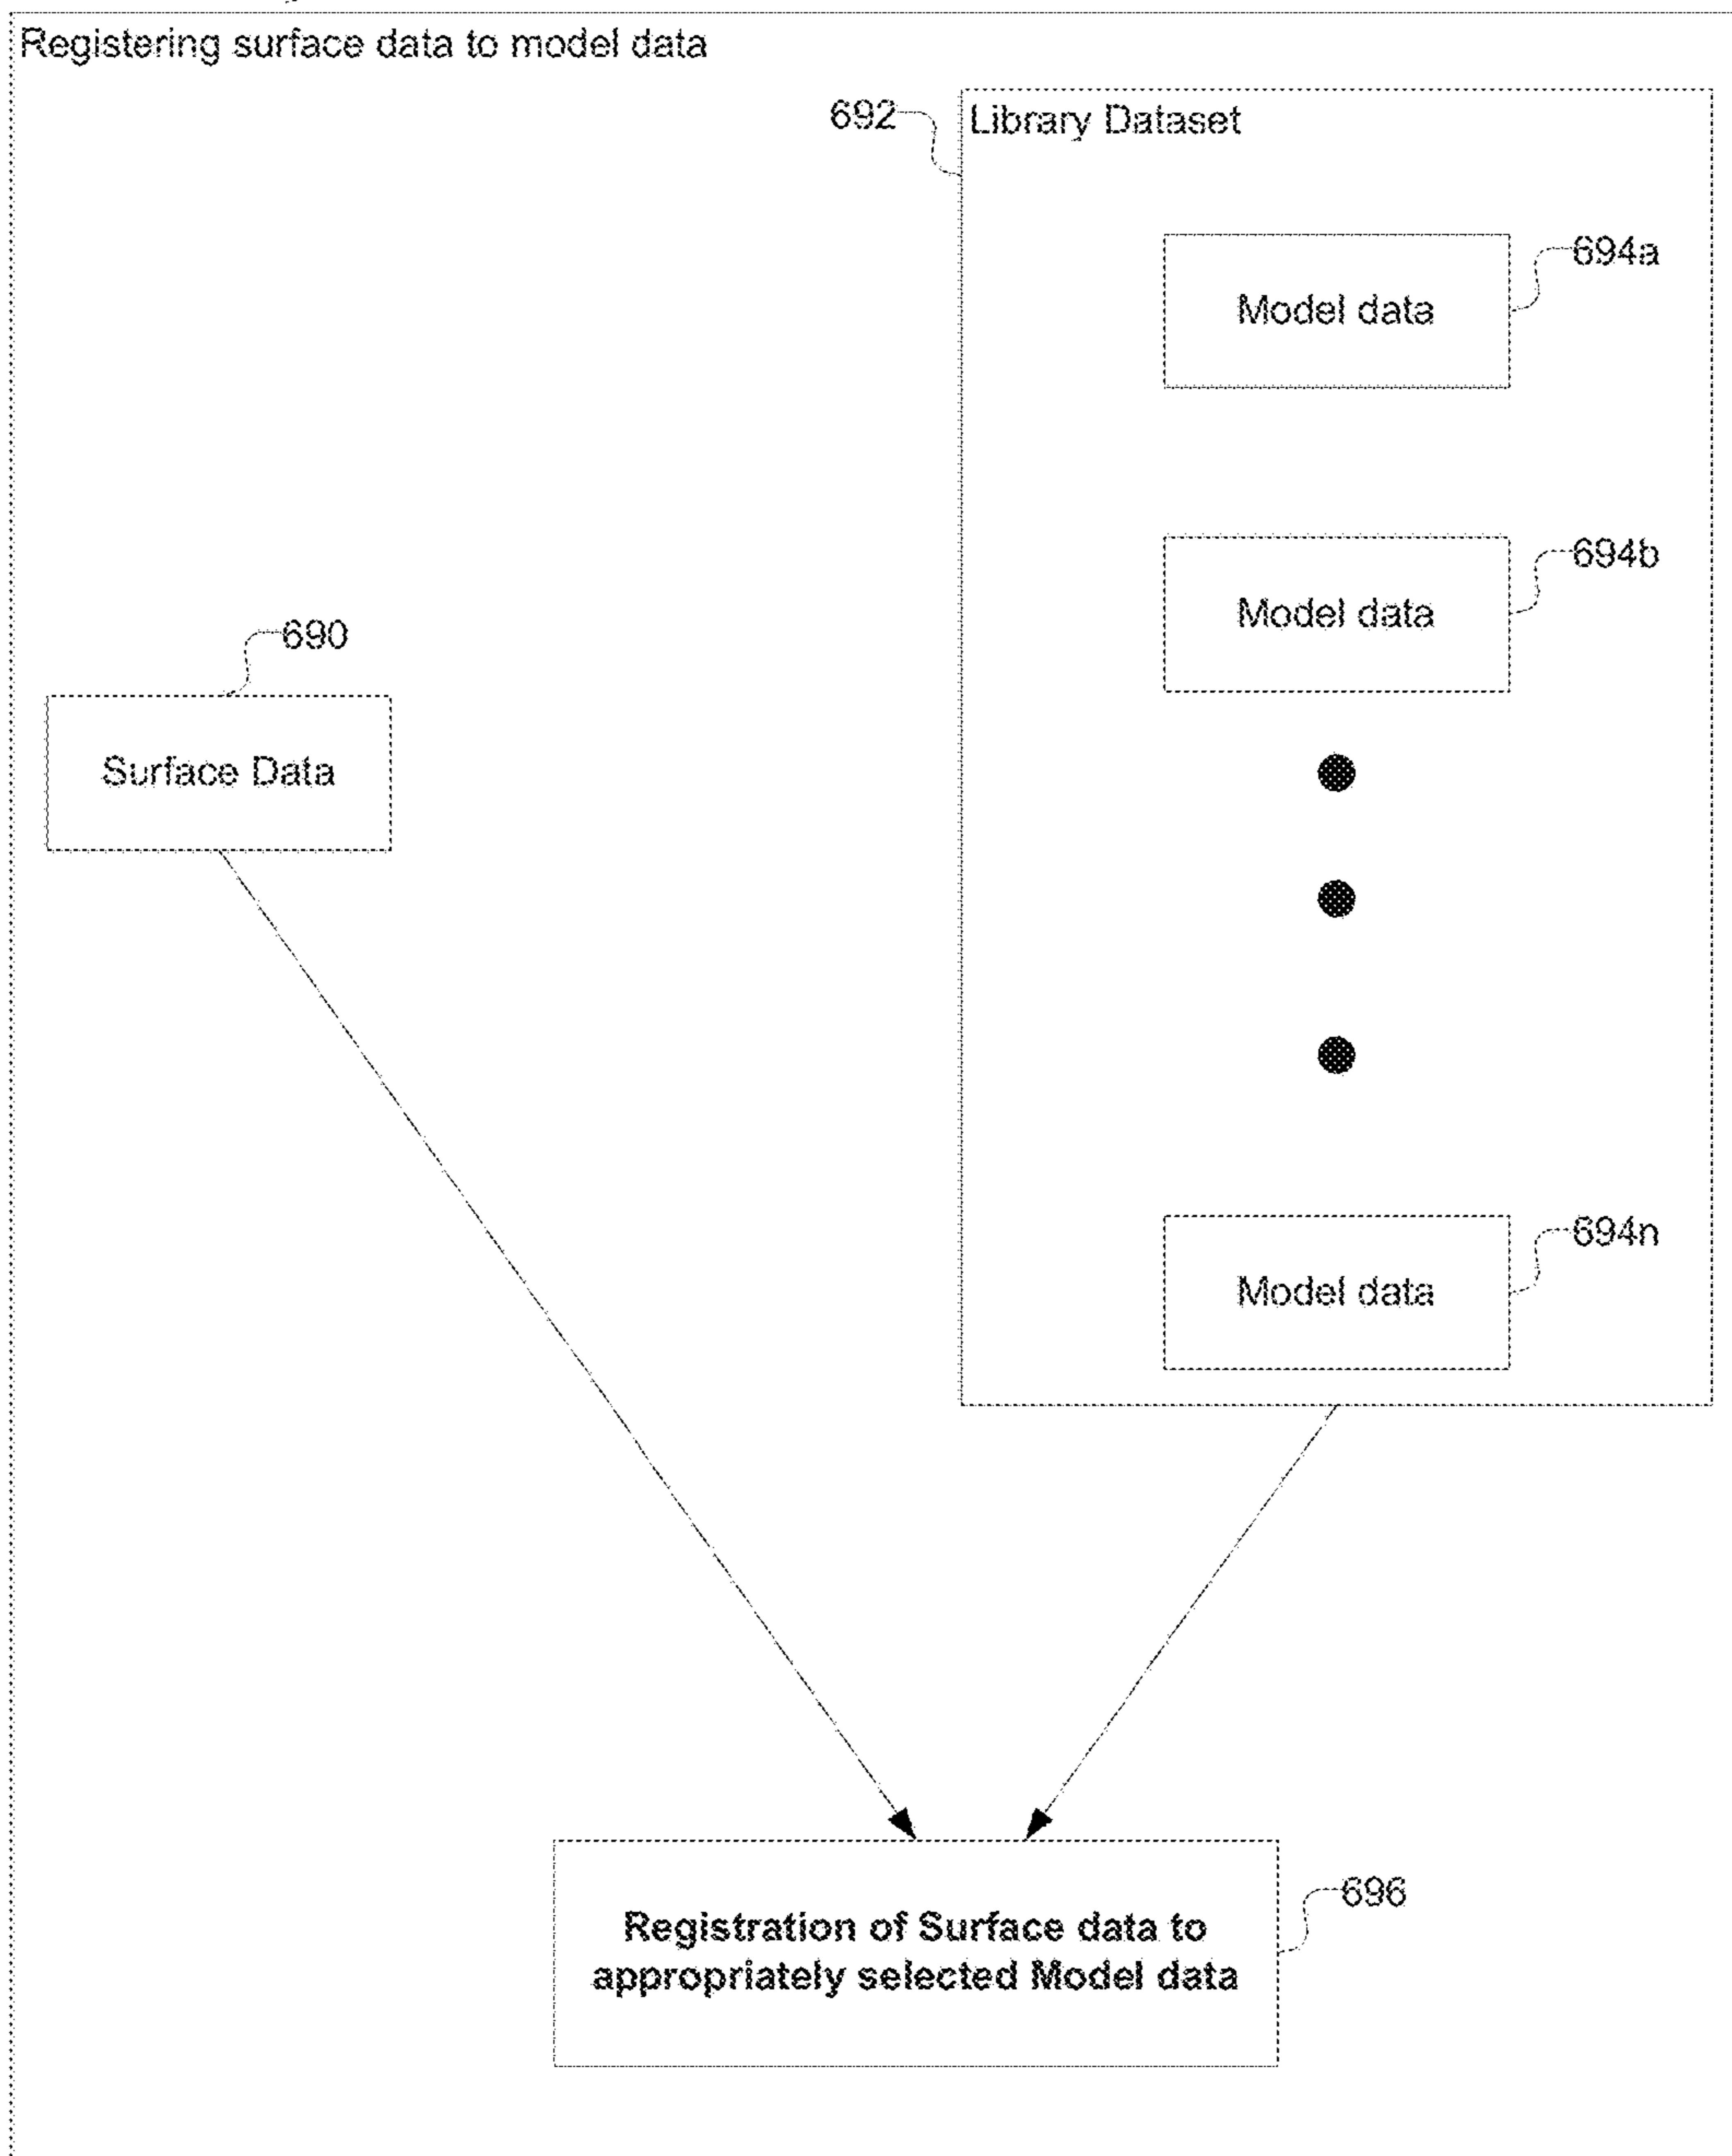 Registering surface data to model data
692
Library Dataset
694a
Model data
694b
Model data
690
Surface Data
694n
Model data
696
Registration of Surface data to
appropriately selected Model data